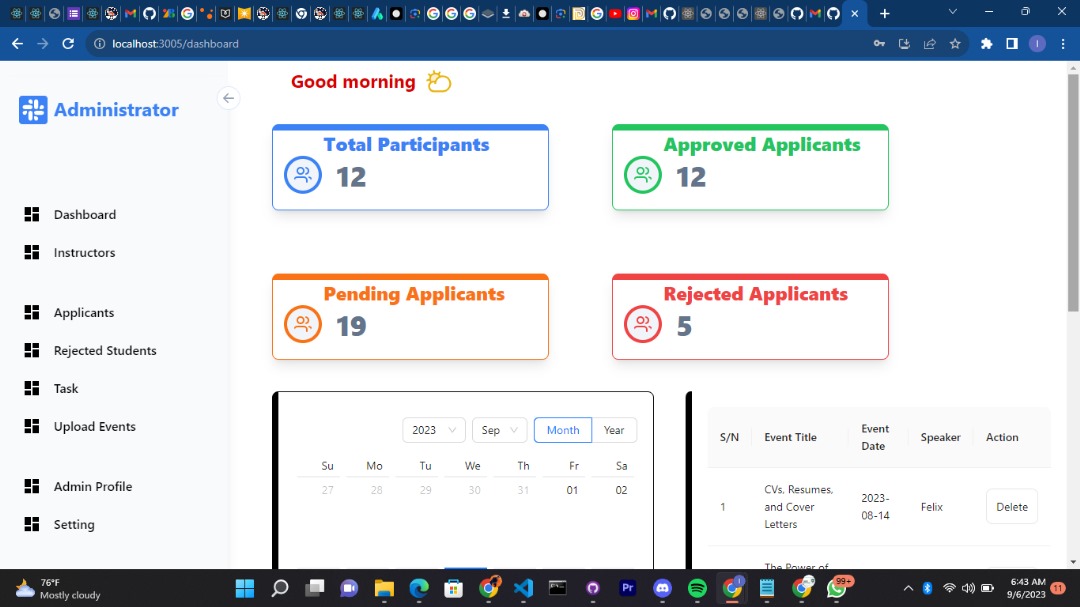 localhost:3005/dashboard
Good morning
Administrator
Total Participants
12
Approved Applicants
12
Pending Applicants
19
Rejected Applicants
5
Dashboard
Instructors
Applicants
Rejected Students
Task
Upload Events
Admin Profile
Setting
2023 Sep Month Year
Su Mo Tu We Th Fr Sa
27 28 29 30 31 01 02
S/N Event Title Event Date Speaker Action
1 CVs, Resumes, and Cover Letters 2023-08-14 Felix Delete
The Power of
76°F
Mostly cloudy
Pr
99+
6:43 AM
9/6/2023
11